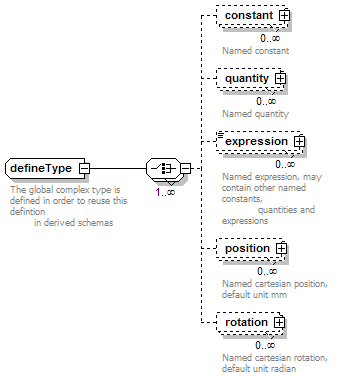 constant
0..∞
Named constant
quantity
0..∞
Named quantity
expression
0..∞
Named expression, may
contain other named
constants,
quantities and
expressions
defineType
1..∞
The global complex type is
defined in order to reuse this
defintion
in derived schemas
position
0..∞
Named cartesian position,
default unit mm
rotation
0..∞
Named cartesian rotation,
default unit radian